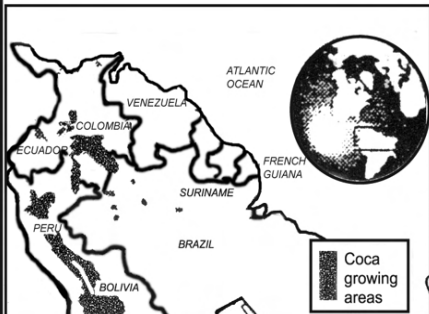 ATLANTIC
OCEAN
VENEZUELA
COLOMBIA
ECUADOR
FRENCH
GUIANA
SURINAME
PERU
BRAZIL
BOLIVIA
Coca
growing
areas